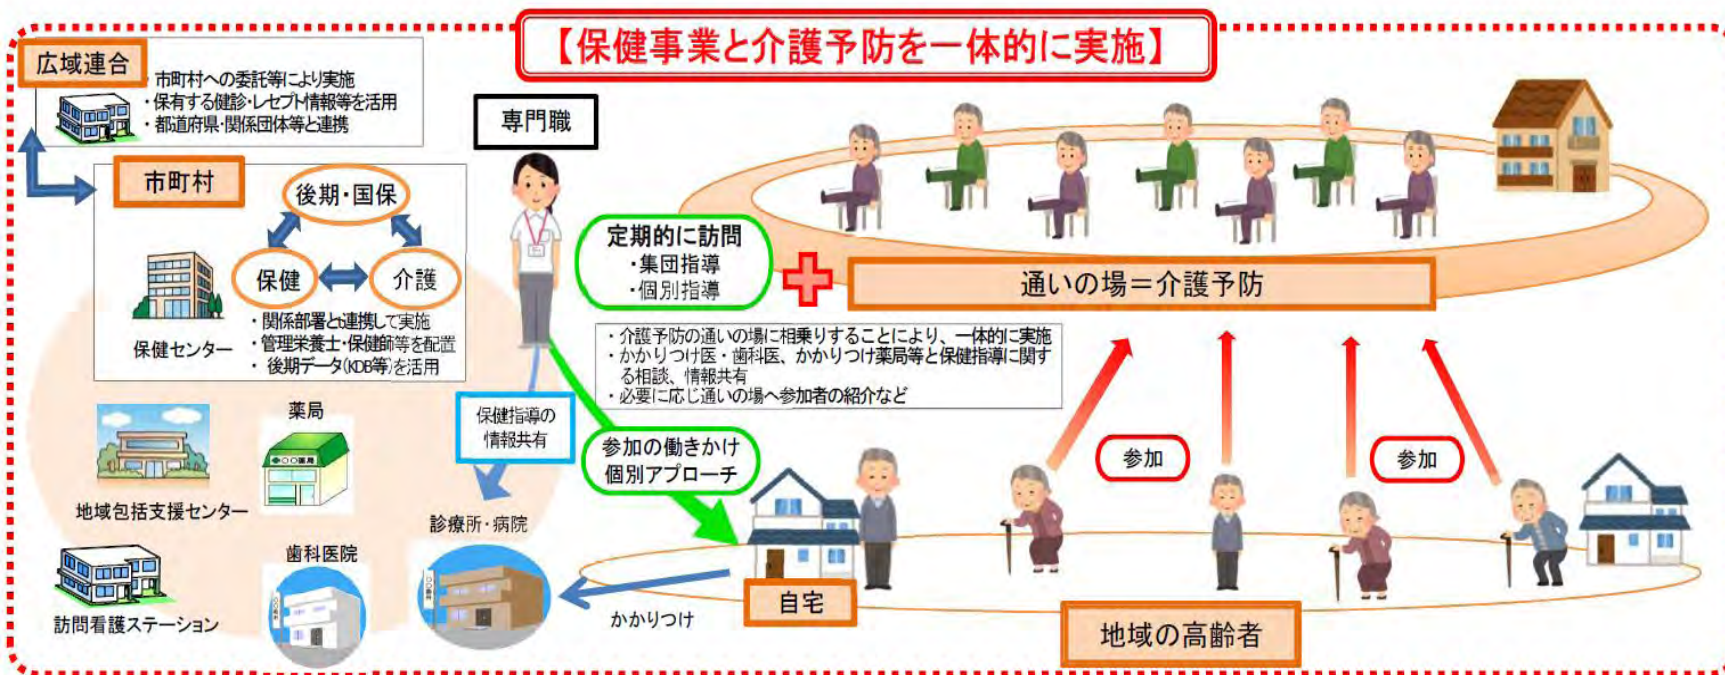 【保健事業と介護予防を一体的に実施】
広域連合
・市町村への委託等により実施
・保有する健診・レセプト情報等を活用
・都道府県・関係団体等と連携
市町村
後期・国保
保健
介護
保健センター
・関係部署とも連携して実施
・管理栄養士・保健師等を配置
・後期データ(KDB等)を活用
専門職
定期的に訪問
・集団指導
・個別指導
通いの場＝介護予防
・介護予防の通いの場に相乗りすることにより、一体的に実施
・かかりつけ医・歯科医、かかりつけ薬局等と保健指導に関す
る相談、情報共有
・必要に応じ通いの場へ参加者の紹介など
保健指導の
情報共有
参加の働きかけ
個別アプローチ
参加
参加
薬局
〇〇薬局
地域包括支援センター
診療所・病院
歯科医院
訪問看護ステーション
かかりつけ
自宅
地域の高齢者